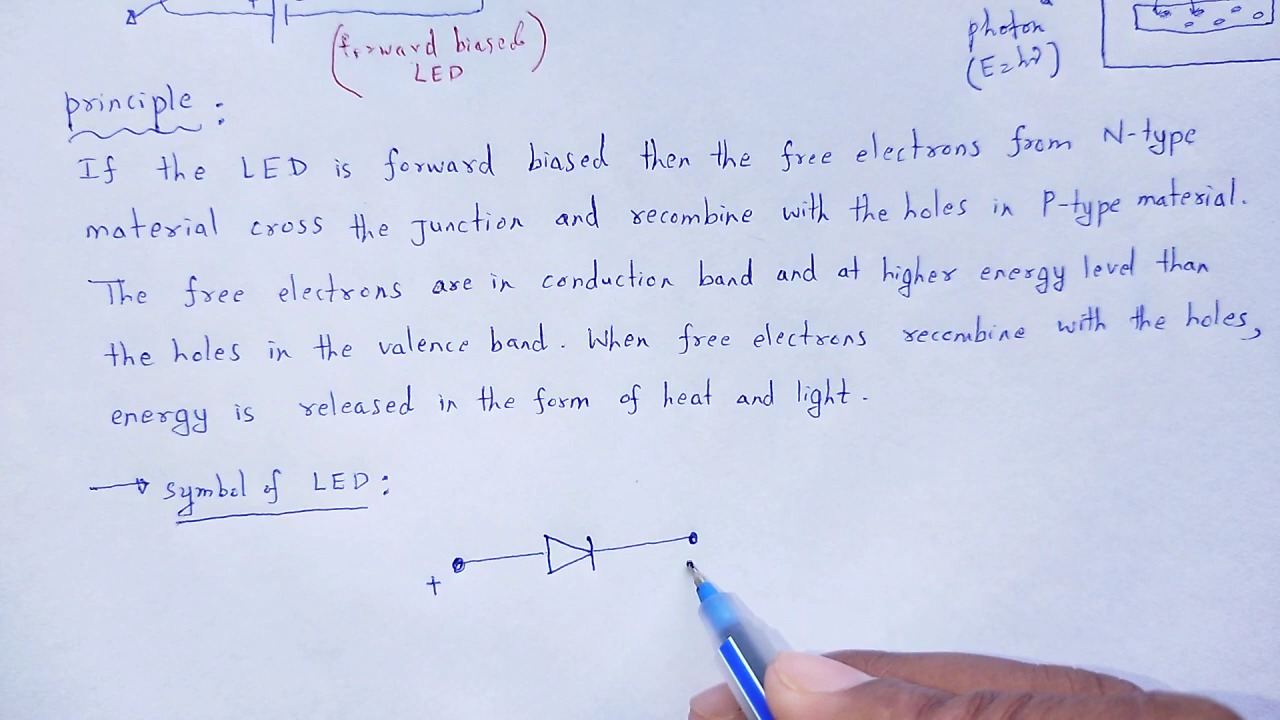 (forward biased
LED)
photon
(E=hν)
principle:
If the LED is forward biased then the free electrons from N-type
material cross the Junction and recombine with the holes in P-type material.
The free electrons are in conduction band and at higher energy level than
the holes in the valence band. When free electrons recombine with the holes,
energy is released in the form of heat and light.
→ symbol of LED:
+